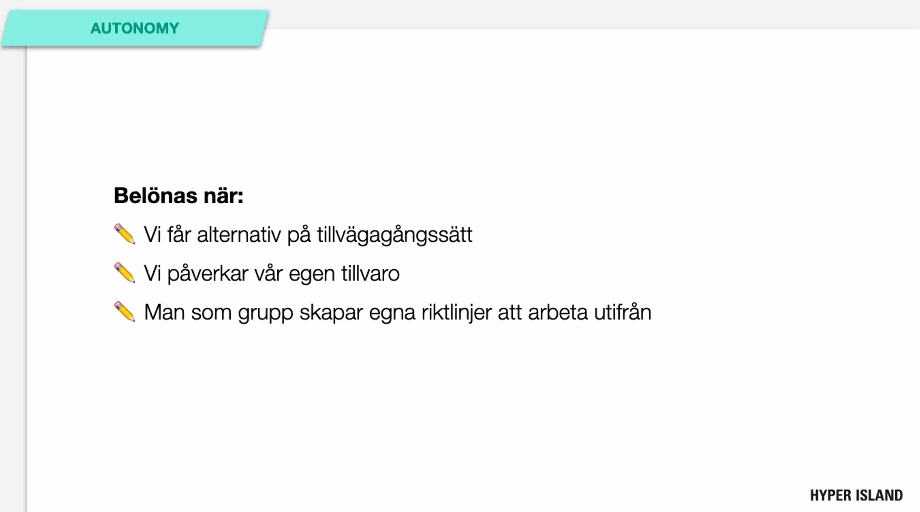 AUTONOMY
Belönas när:
✏️ Vi får alternativ på tillvägagångssätt
✏️ Vi påverkar vår egen tillvaro
✏️ Man som grupp skapar egna riktlinjer att arbeta utifrån
HYPER ISLAND